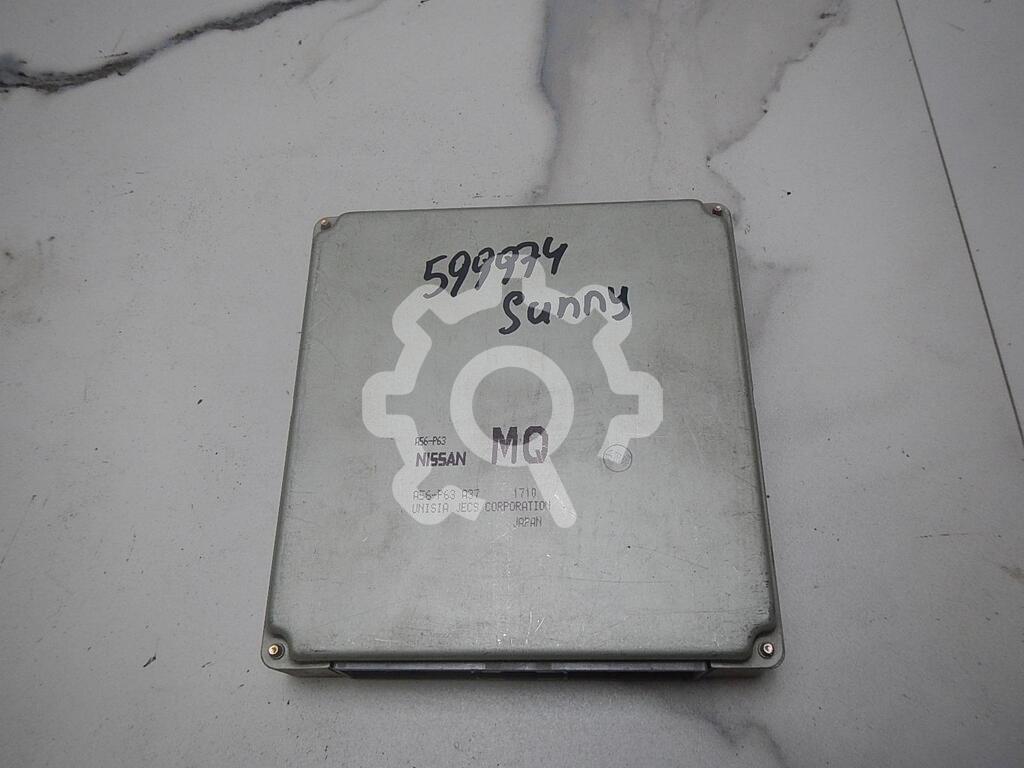 599974
Sunny
A56-P63
NISSAN MQ
A56-P63 A37 1710
UNISIA JECS CORPORATION
JAPAN